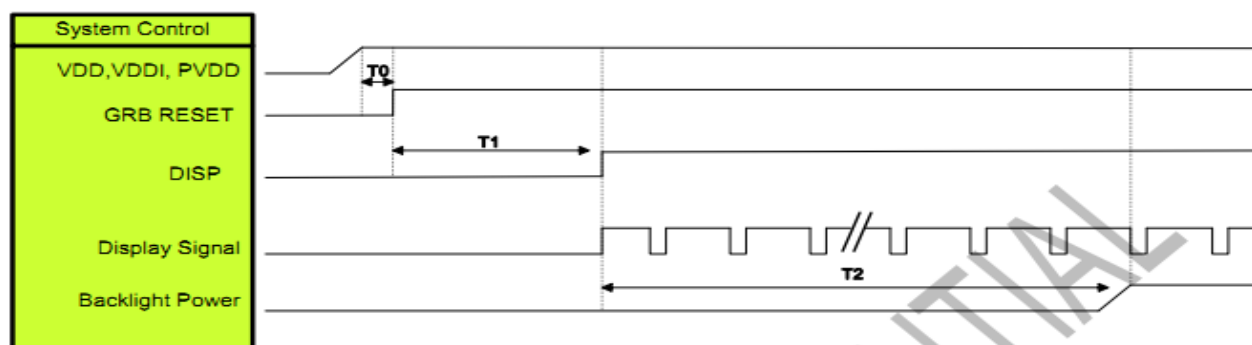 System Control
VDD,VDDI, PVDD
T0
GRB RESET
T1
DISP
Display Signal
T2
Backlight Power